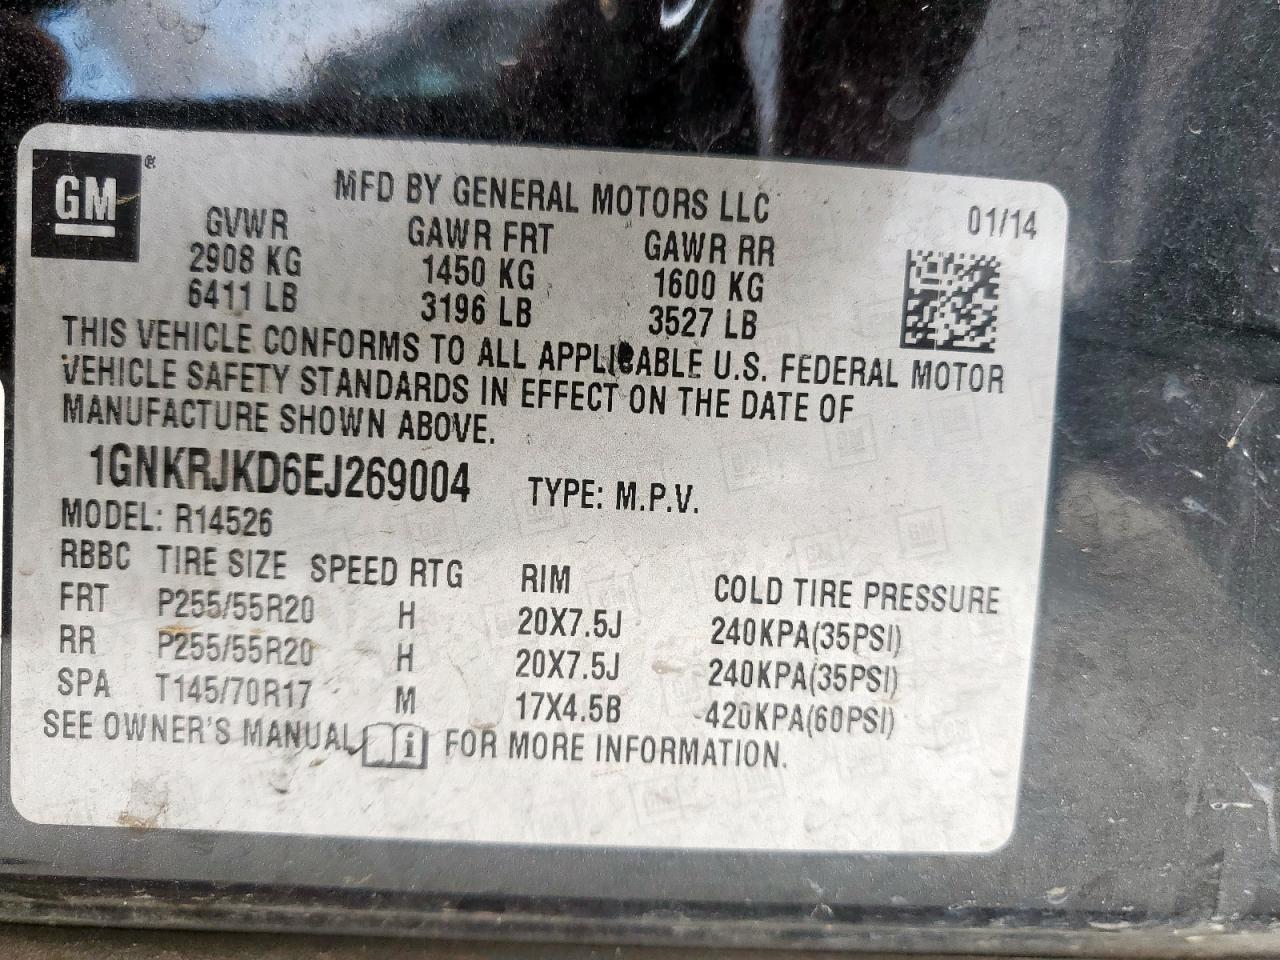 GM ®
MFD BY GENERAL MOTORS LLC
01/14
GVWR GAWR FRT GAWR RR
2908 KG 1450 KG 1600 KG
6411 LB 3196 LB 3527 LB
THIS VEHICLE CONFORMS TO ALL APPLICABLE U.S. FEDERAL MOTOR
VEHICLE SAFETY STANDARDS IN EFFECT ON THE DATE OF
MANUFACTURE SHOWN ABOVE.
1GNKRJKD6EJ269004 TYPE: M.P.V.
MODEL: R14526
RBBC TIRE SIZE SPEED RTG RIM COLD TIRE PRESSURE
FRT P255/55R20 H 20X7.5J 240KPA(35PSI)
RR P255/55R20 H 20X7.5J 240KPA(35PSI)
SPA T145/70R17 M 17X4.5B 420KPA(60PSI)
SEE OWNER'S MANUAL i FOR MORE INFORMATION.